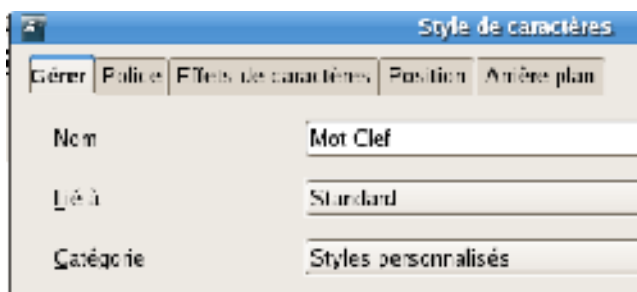 Style de caractères
Gérer Police Effets de caractères Position Arrière plan
Nom Mot Clef
Lié à Standard
Catégorie Styles personnalisés